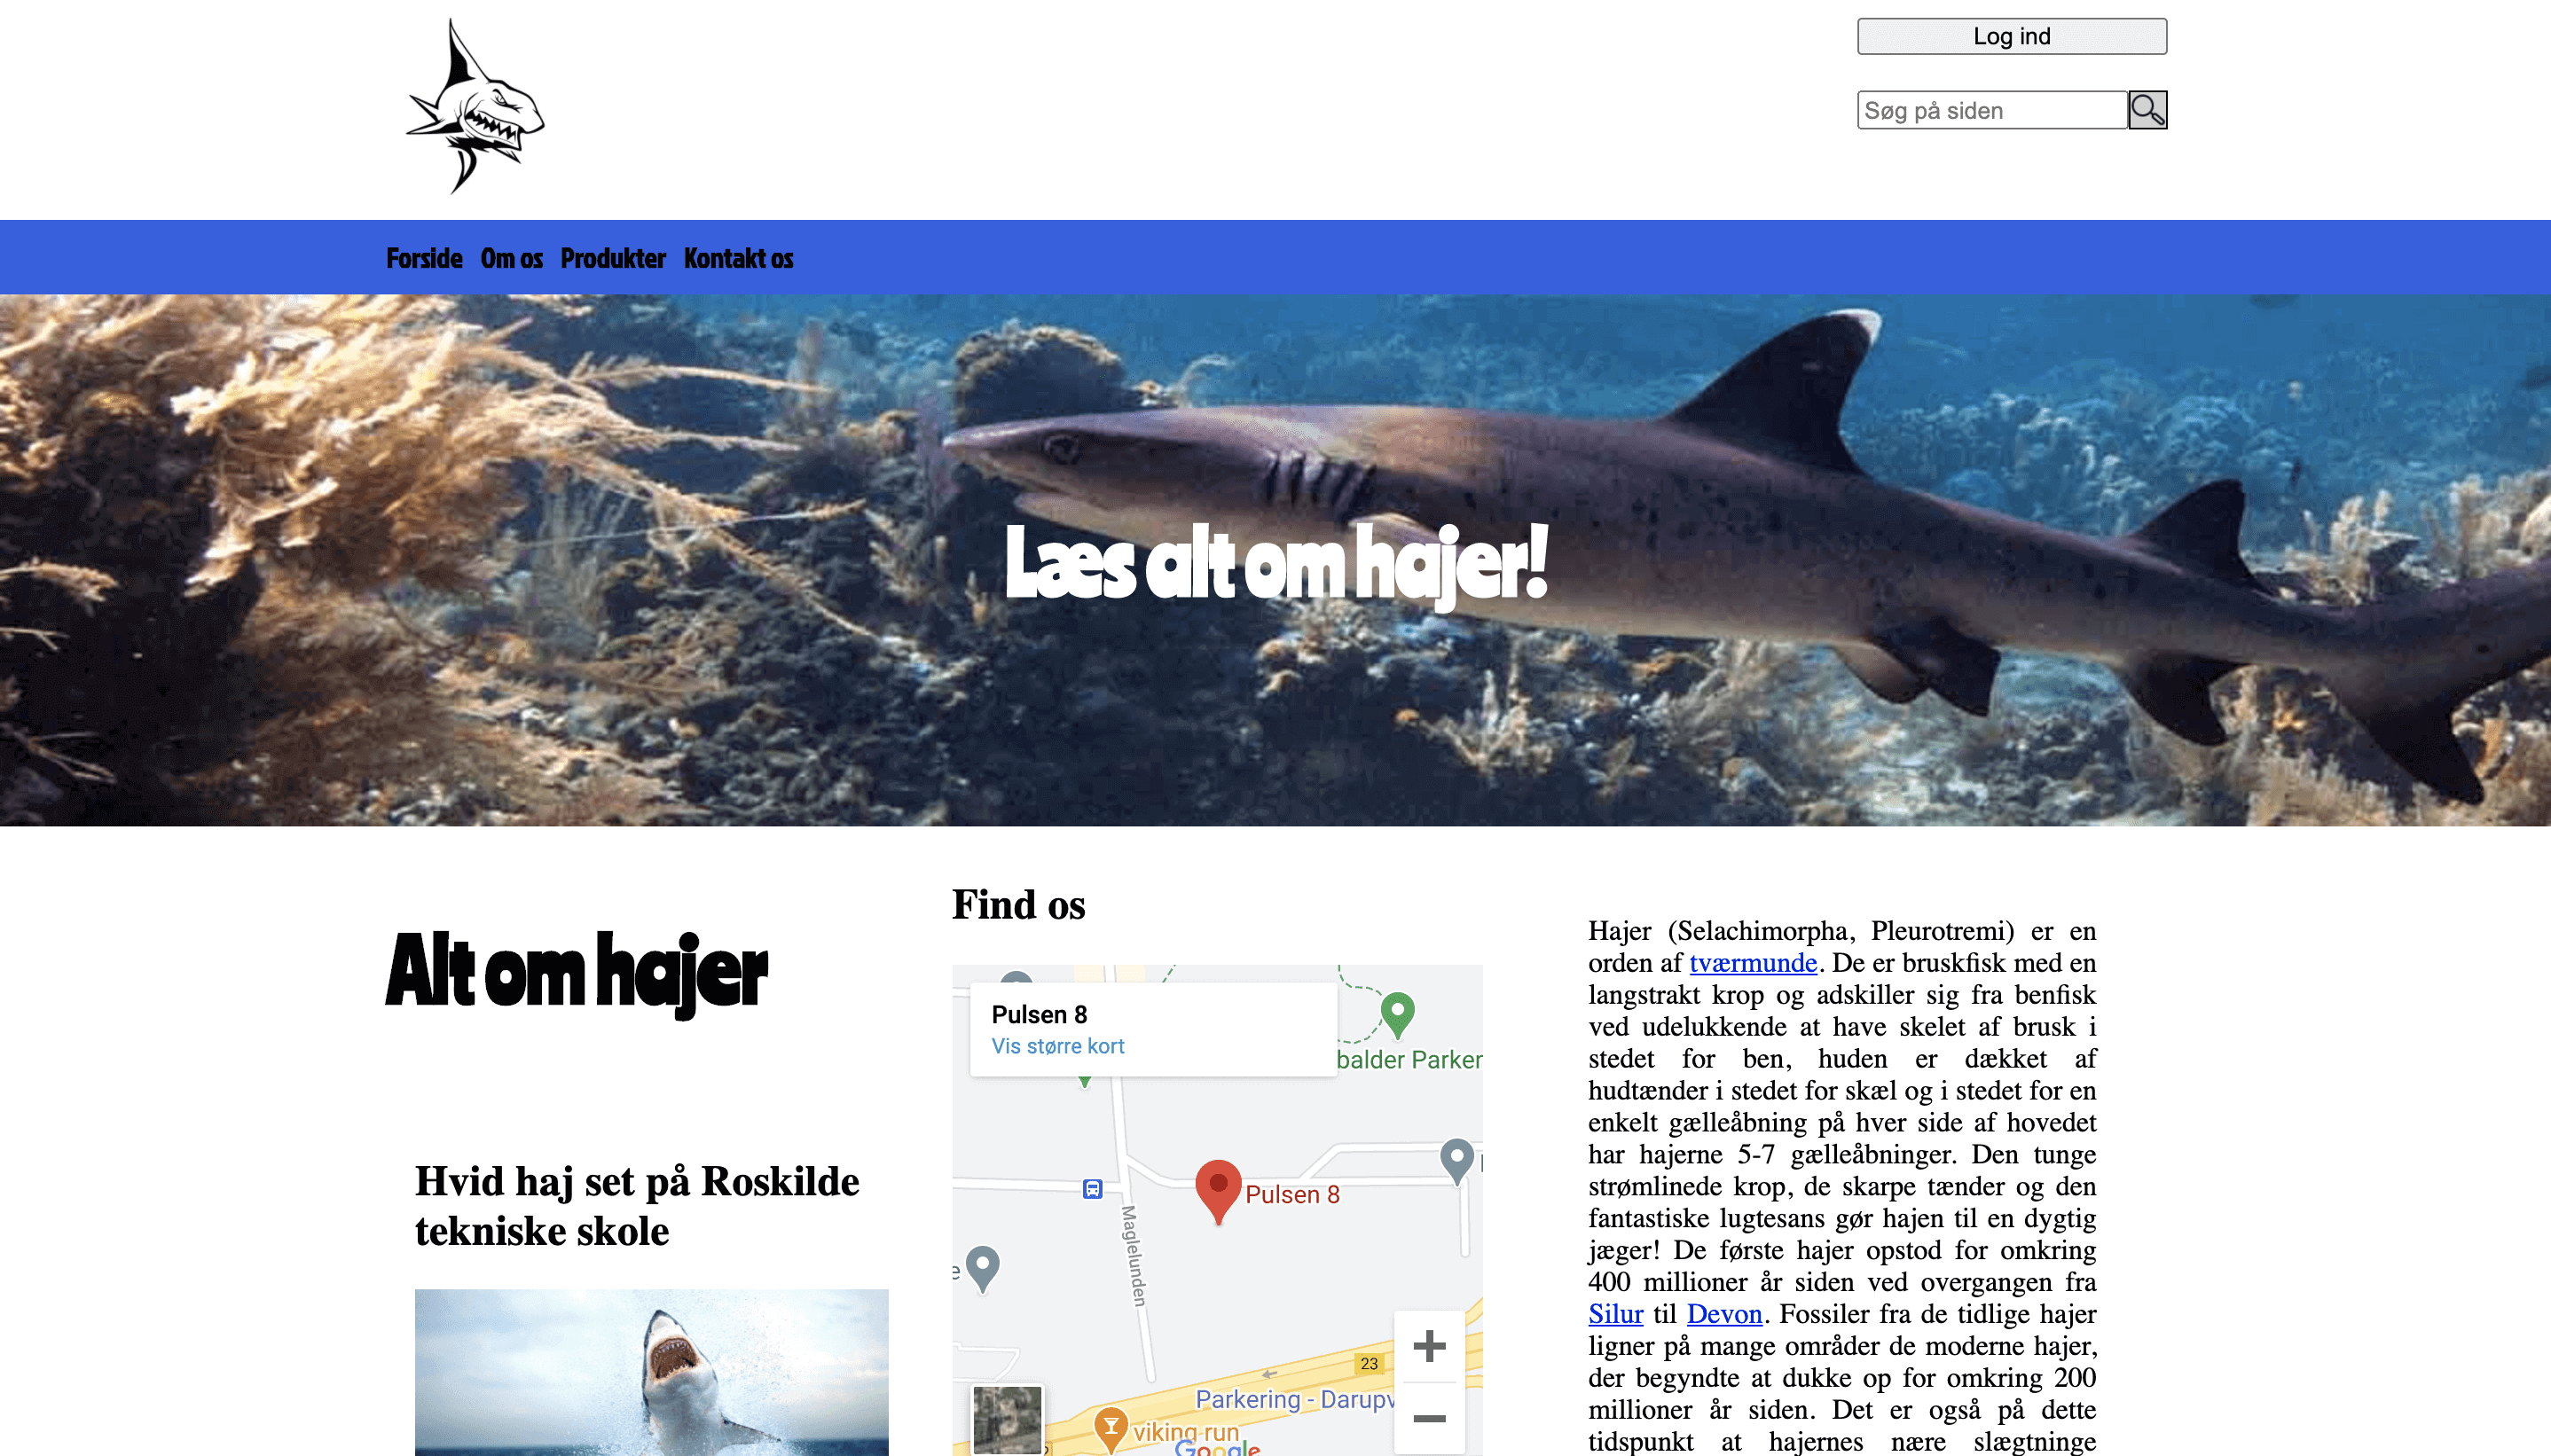 Log ind
Søg på siden
Forside Om os Produkter Kontakt os
Læs alt om hajer!
Alt om hajer
Hvid haj set på Roskilde
tekniske skole
Find os
Pulsen 8
Vis større kort
balder Parker
Pulsen 8
Maglelunden
23
Parkering - Darupv
viking run
Google
Hajer (Selachimorpha, Pleurotremi) er en
orden af tværmunde. De er bruskfisk med en
langstrakt krop og adskiller sig fra benfisk
ved udelukkende at have skelet af brusk i
stedet for ben, huden er dækket af
hudtænder i stedet for skæl og i stedet for en
enkelt gælleåbning på hver side af hovedet
har hajerne 5-7 gælleåbninger. Den tunge
strømlinede krop, de skarpe tænder og den
fantastiske lugtesans gør hajen til en dygtig
jæger! De første hajer opstod for omkring
400 millioner år siden ved overgangen fra
Silur til Devon. Fossiler fra de tidlige hajer
ligner på mange områder de moderne hajer,
der begyndte at dukke op for omkring 200
millioner år siden. Det er også på dette
tidspunkt at hajernes nære slægtninge